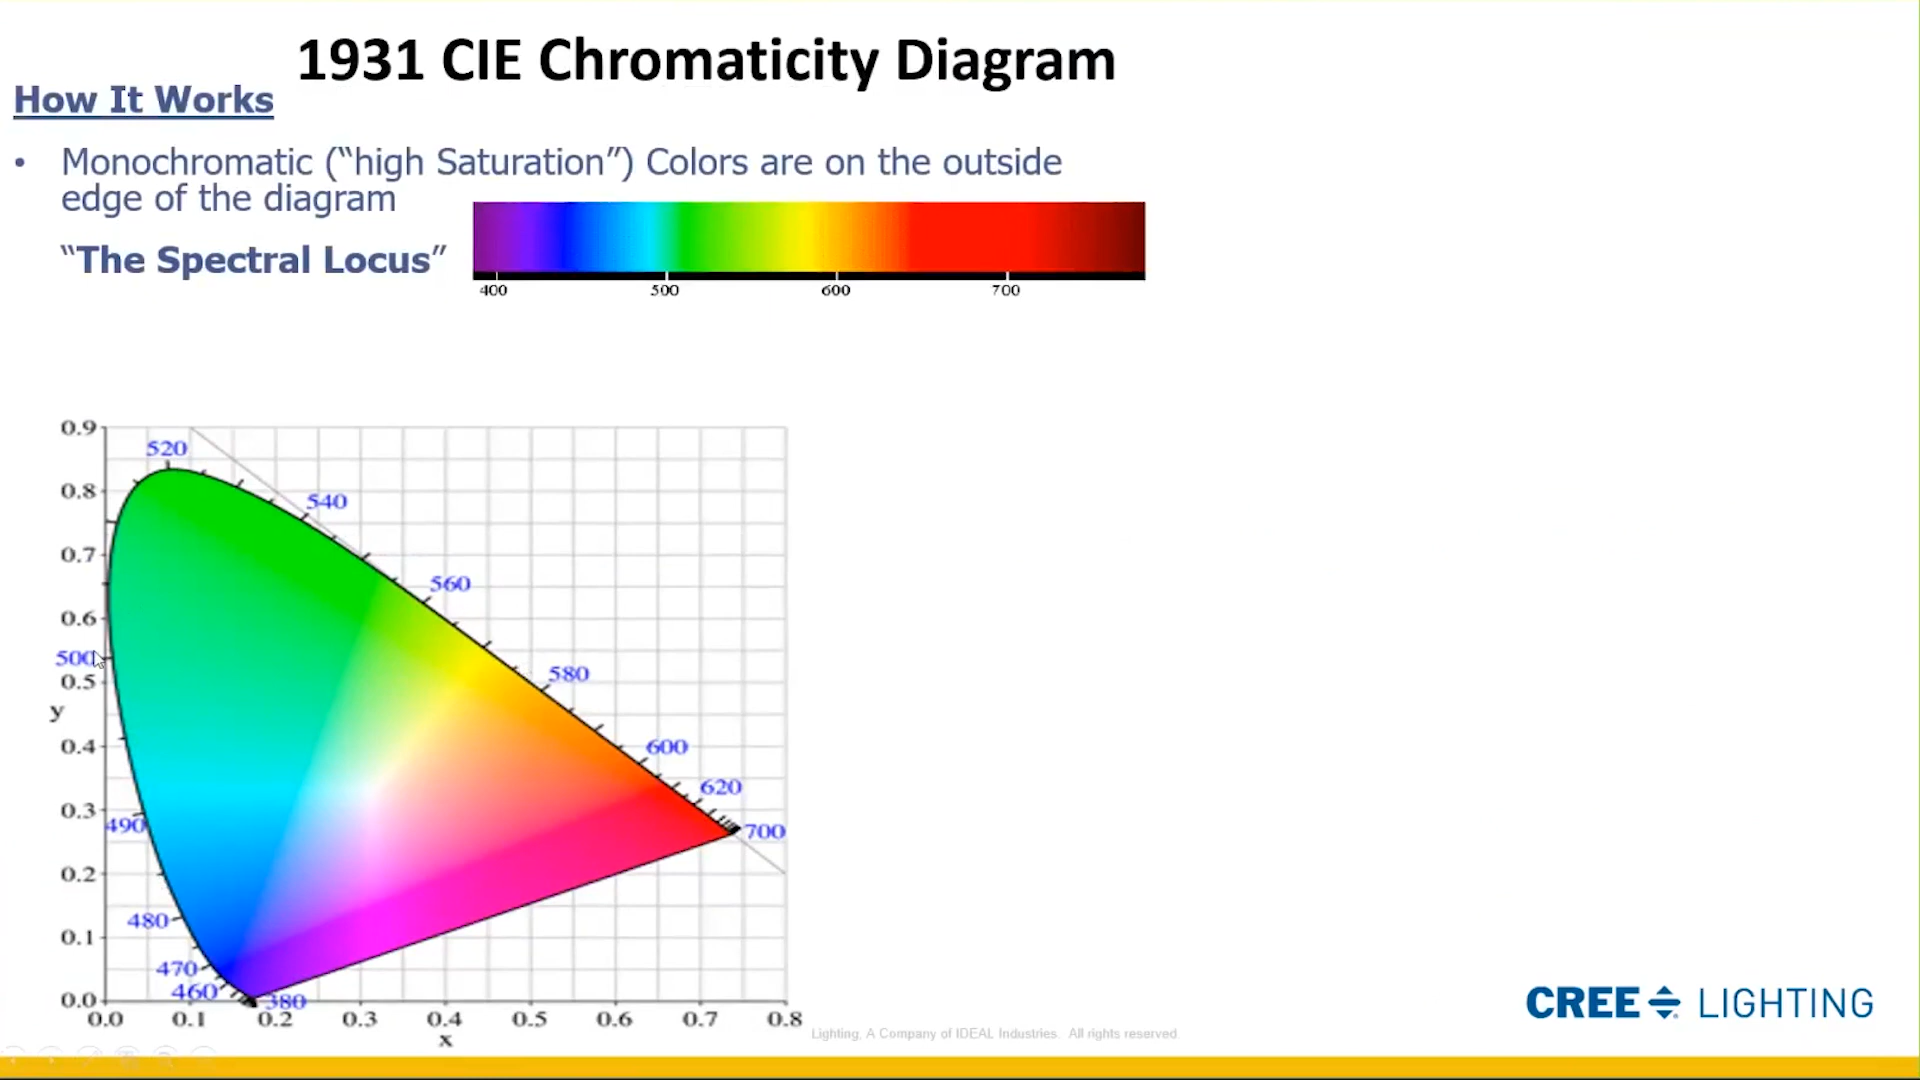 1931 CIE Chromaticity Diagram
How It Works
• Monochromatic (“high Saturation”) Colors are on the outside
edge of the diagram
“The Spectral Locus”
400 500 600 700
0.9
520
0.8
540
0.7
560
0.6
500
580
0.5
y
0.4
600
620
0.3
490
700
0.2
480
0.1
470
460
0.0
380
0.0 0.1 0.2 0.3 0.4 0.5 0.6 0.7 0.8
x
CREE LIGHTING
Lighting, A Company of IDEAL Industries. All rights reserved